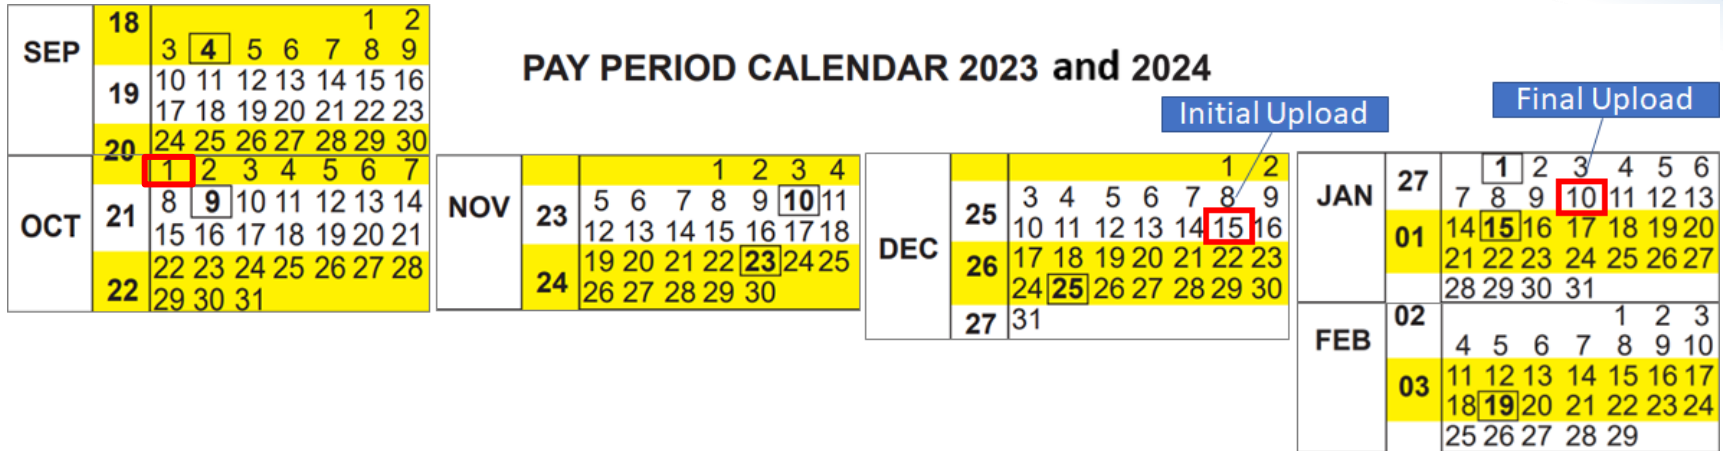 PAY PERIOD CALENDAR 2023 and 2024
Initial Upload
Final Upload
SEP
18
1 2
3 4 5 6 7 8 9
19
10 11 12 13 14 15 16
17 18 19 20 21 22 23
20
24 25 26 27 28 29 30
OCT
1 2 3 4 5 6 7
21
8 9 10 11 12 13 14
15 16 17 18 19 20 21
22
22 23 24 25 26 27 28
29 30 31
NOV
1 2 3 4
23
5 6 7 8 9 10 11
12 13 14 15 16 17 18
24
19 20 21 22 23 24 25
26 27 28 29 30
DEC
1 2
25
3 4 5 6 7 8 9
10 11 12 13 14 15 16
26
17 18 19 20 21 22 23
24 25 26 27 28 29 30
27
31
JAN
27
1 2 3 4 5 6
7 8 9 10 11 12 13
01
14 15 16 17 18 19 20
21 22 23 24 25 26 27
28 29 30 31
FEB
02
1 2 3
4 5 6 7 8 9 10
03
11 12 13 14 15 16 17
18 19 20 21 22 23 24
25 26 27 28 29